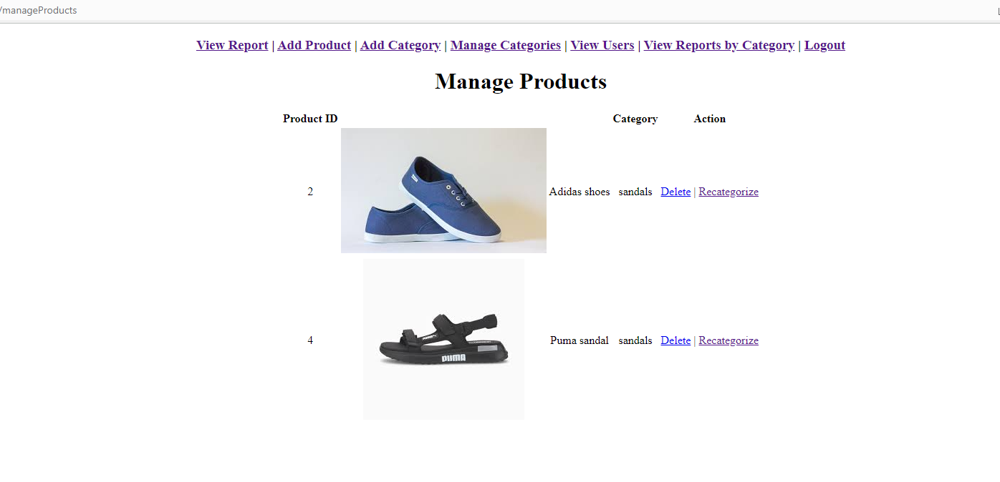 /manageProducts
View Report | Add Product | Add Category | Manage Categories | View Users | View Reports by Category | Logout
Manage Products
Product ID Category Action
2 Adidas shoes sandals Delete | Recategorize
4 Puma sandal sandals Delete | Recategorize
PUMA